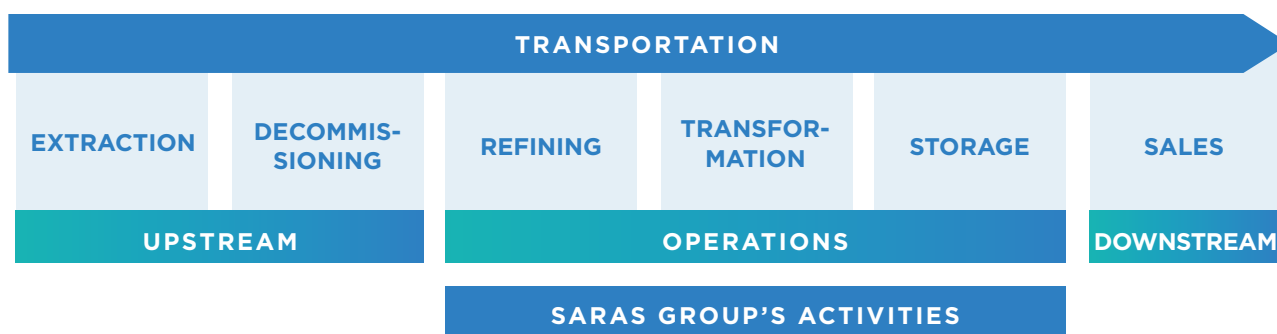 TRANSPORTATION
EXTRACTION
DECOMMIS-
SIONING
REFINING
TRANSFOR-
MATION
STORAGE
SALES
UPSTREAM
OPERATIONS
DOWNSTREAM
SARAS GROUP'S ACTIVITIES